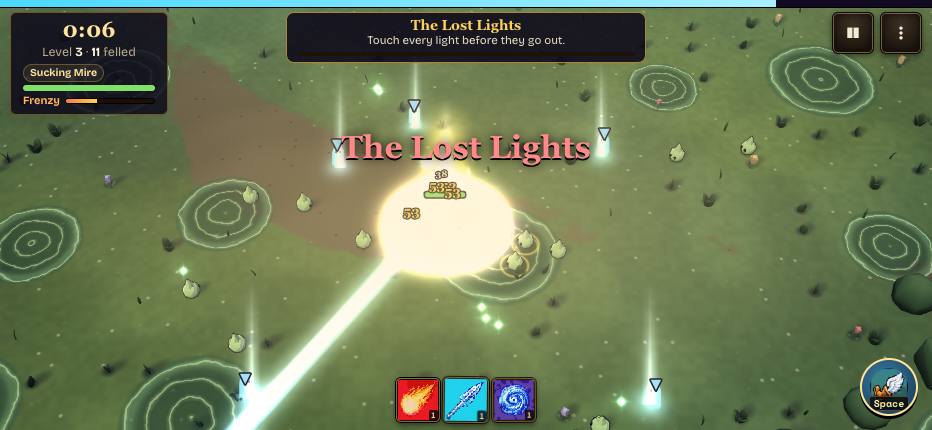 0:06
Level 3 · 11 felled
Sucking Mire
Frenzy
The Lost Lights
Touch every light before they go out.
The Lost Lights
38
53
53
53
1
1
1
Space